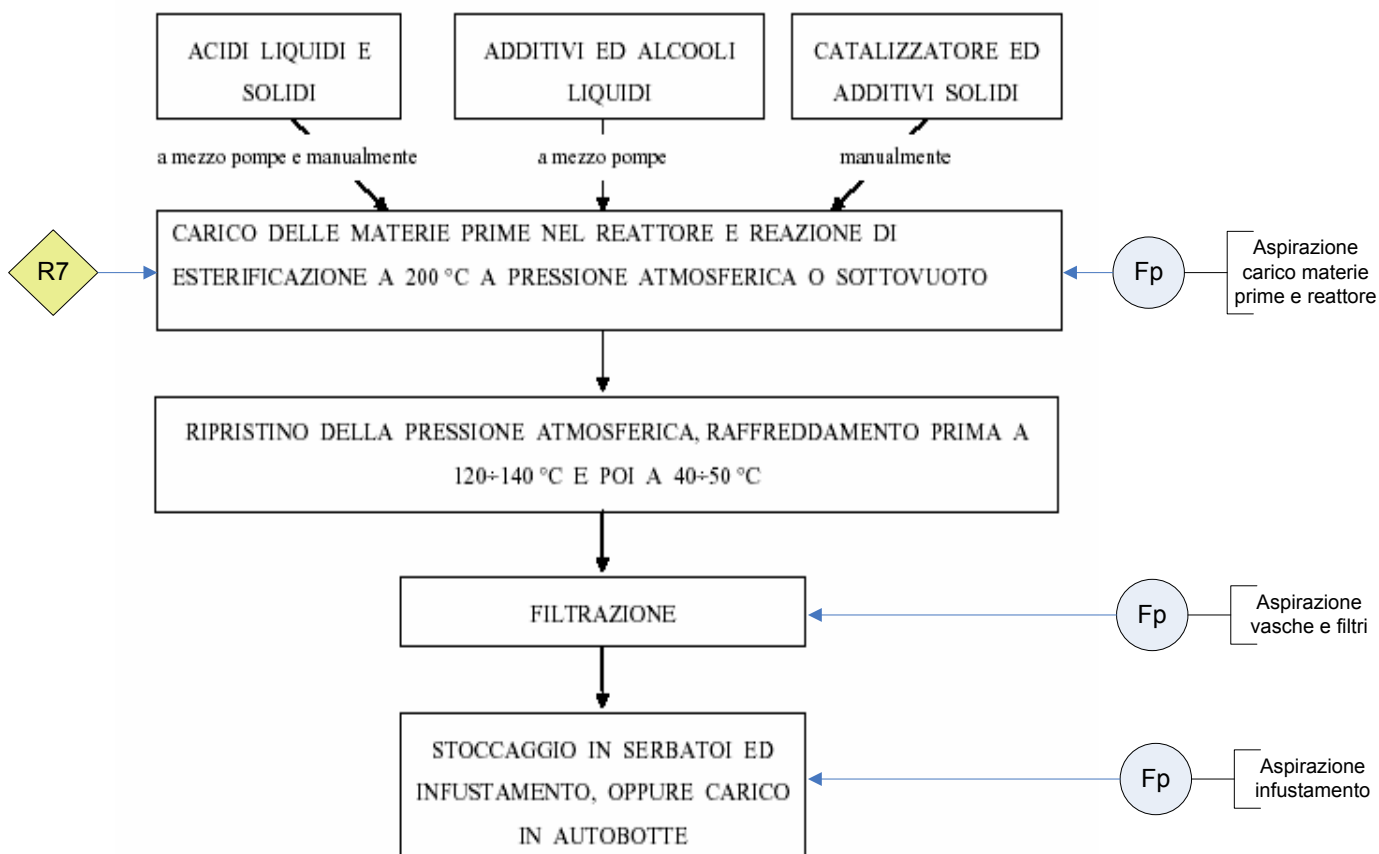 ACIDI LIQUIDI E
SOLIDI
ADDITIVI ED ALCOOLI
LIQUIDI
CATALIZZATORE ED
ADDITIVI SOLIDI
a mezzo pompe e manualmente
a mezzo pompe
manualmente
R7
CARICO DELLE MATERIE PRIME NEL REATTORE E REAZIONE DI
ESTERIFICAZIONE A 200 °C A PRESSIONE ATMOSFERICA O SOTTOVUOTO
Fp
Aspirazione
carico materie
prime e reattore
RIPRISTINO DELLA PRESSIONE ATMOSFERICA, RAFFREDDAMENTO PRIMA A
120÷140 °C E POI A 40÷50 °C
FILTRAZIONE
Fp
Aspirazione
vasche e filtri
STOCCAGGIO IN SERBATOI ED
INFUSTAMENTO, OPPURE CARICO
IN AUTOBOTTE
Fp
Aspirazione
infustamento